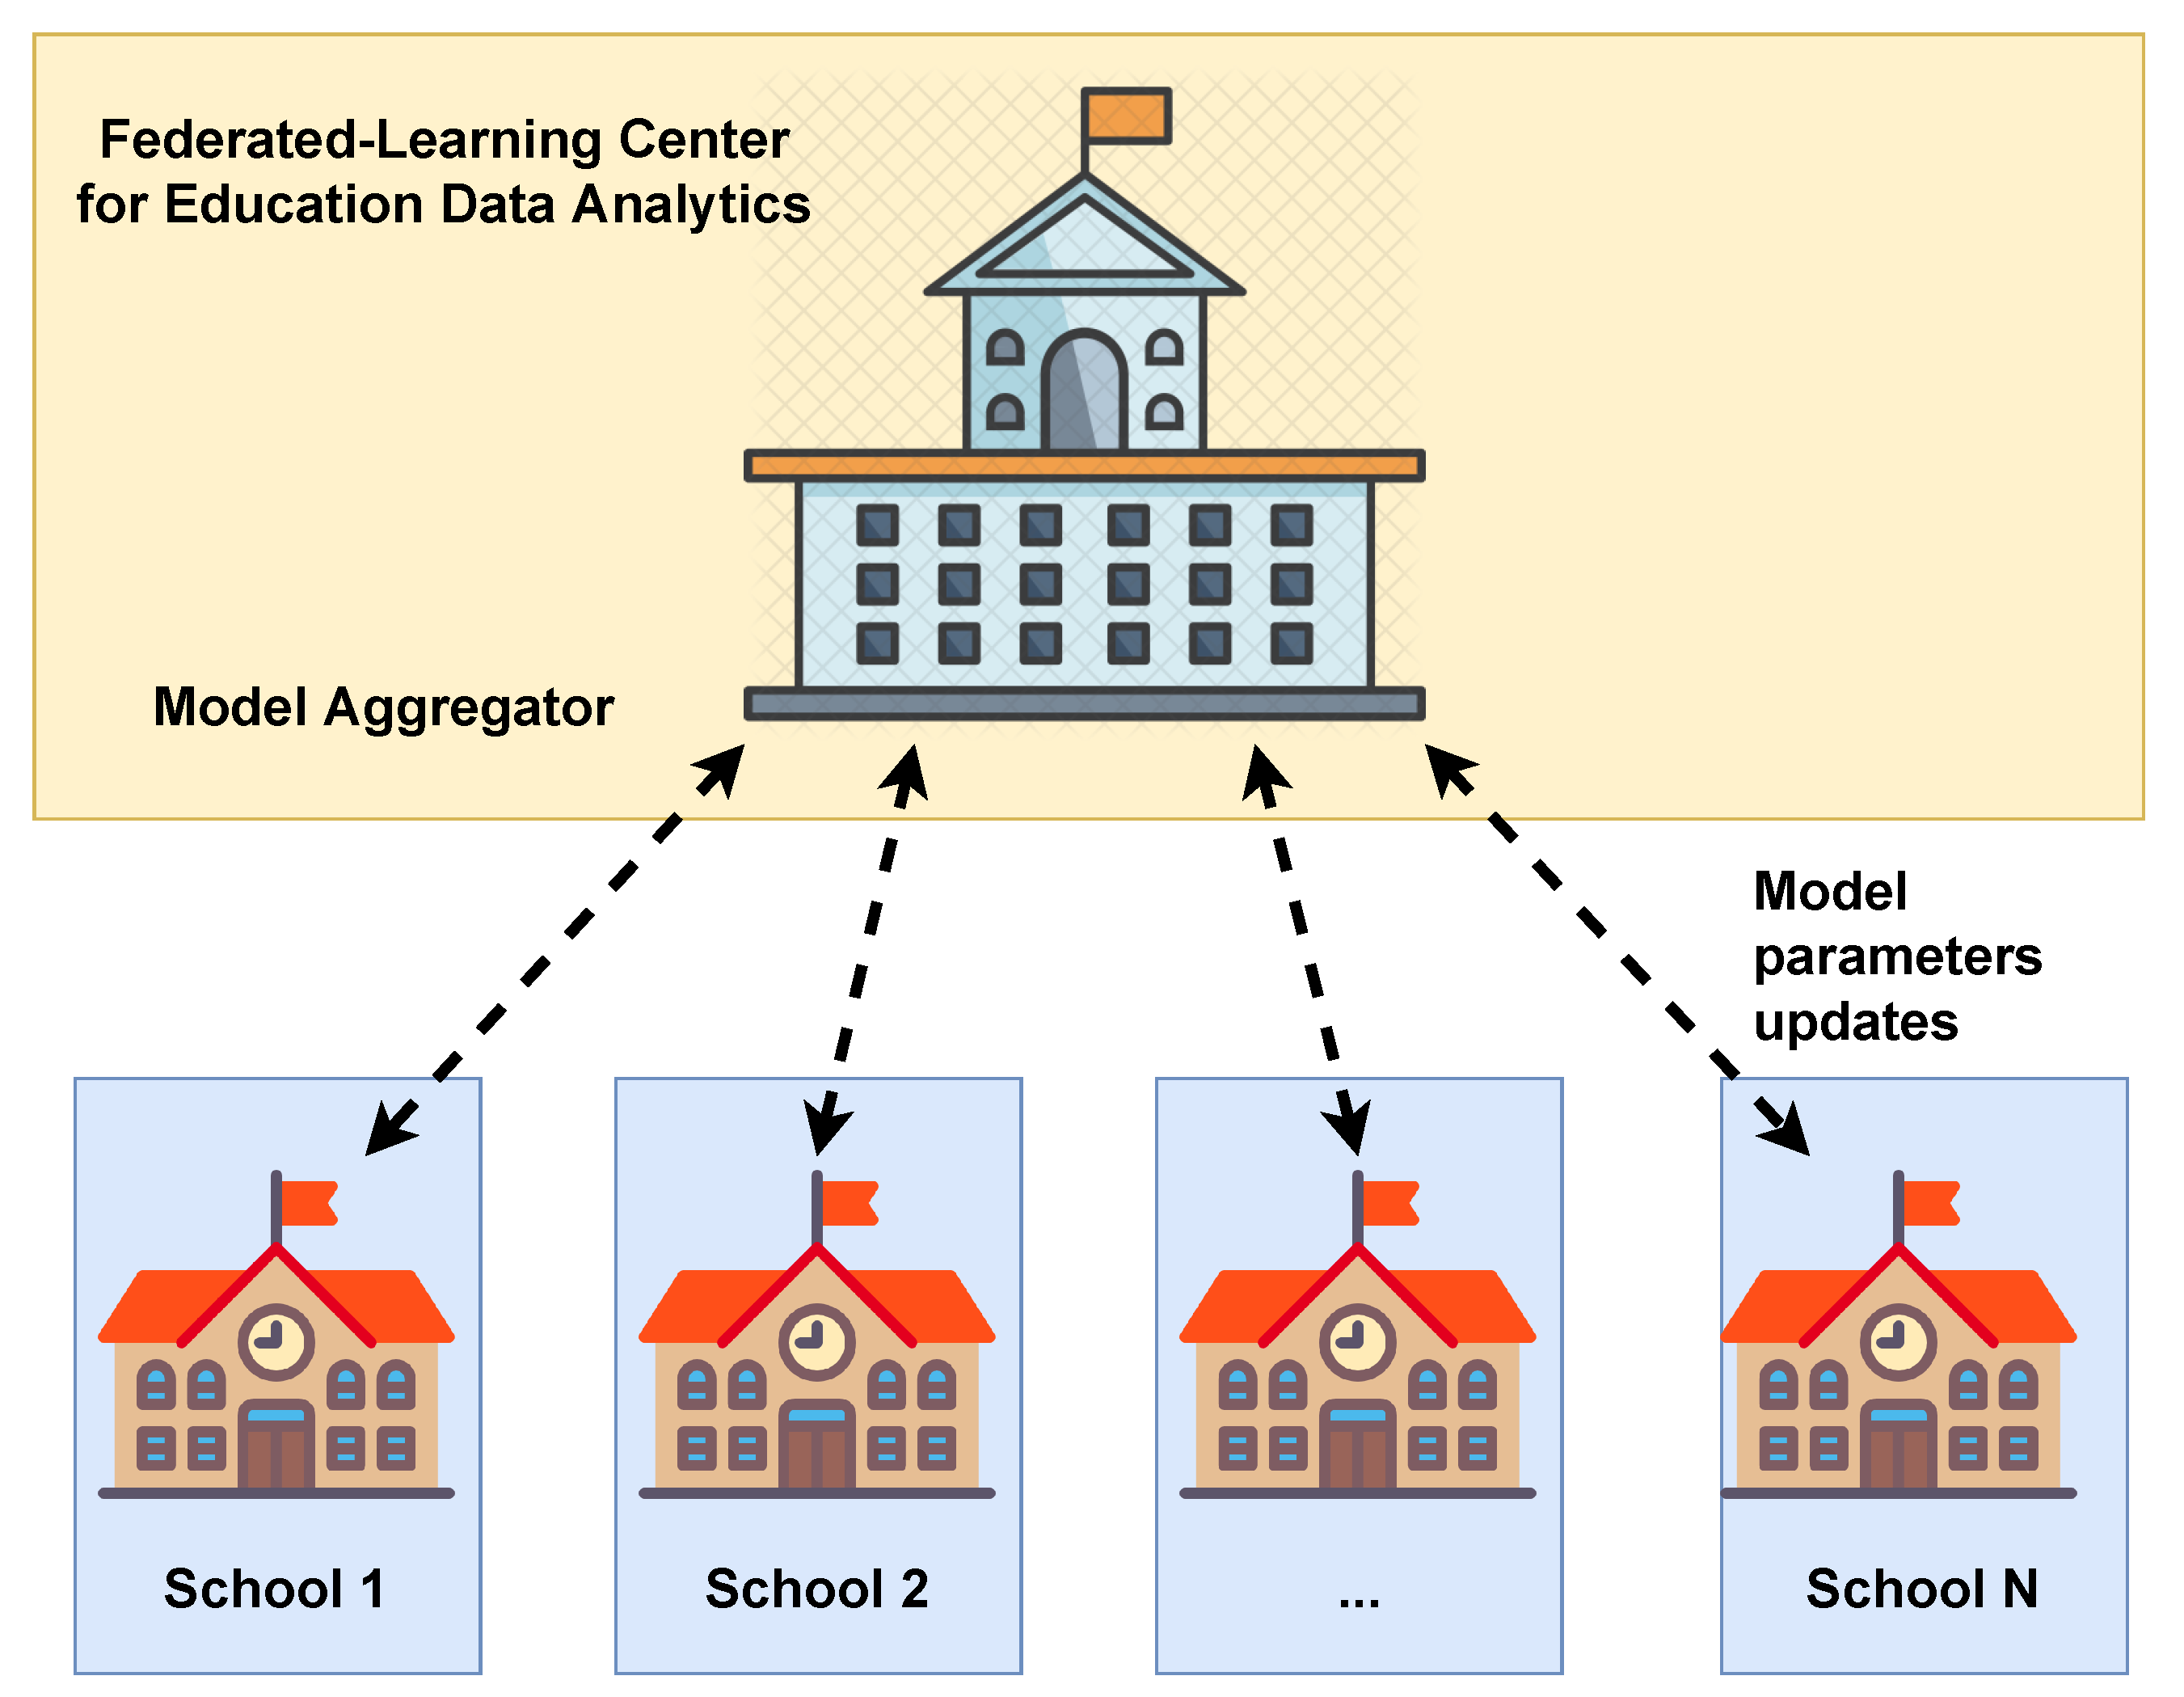 Federated-Learning Center
for Education Data Analytics
Model Aggregator
Model
parameters
updates
School 1
School 2
...
School N